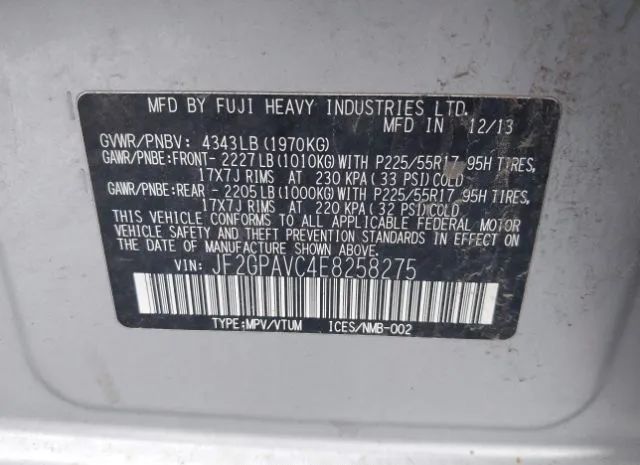 MFD BY FUJI HEAVY INDUSTRIES LTD.
MFD IN 12/13
GVWR/PNBV: 4343LB(1970KG)
GAWR/PNBE:FRONT- 2227LB(1010KG)WITH P225/55R17 95H TIRES,
17X7J RIMS AT 230 KPA(33 PSI)COLD
GAWR/PNBE:REAR - 2205LB(1000KG)WITH P225/55R17 95H TIRES,
17X7J RIMS AT 220 KPA(32 PSI)COLD
THIS VEHICLE CONFORMS TO ALL APPLICABLE FEDERAL MOTOR
VEHICLE SAFETY AND THEFT PREVENTION STANDARDS IN EFFECT ON
THE DATE OF MANUFACTURE SHOWN ABOVE.
VIN: JF2GPAVC4E8258275
TYPE:MPV/VTUM ICES/NMB-002